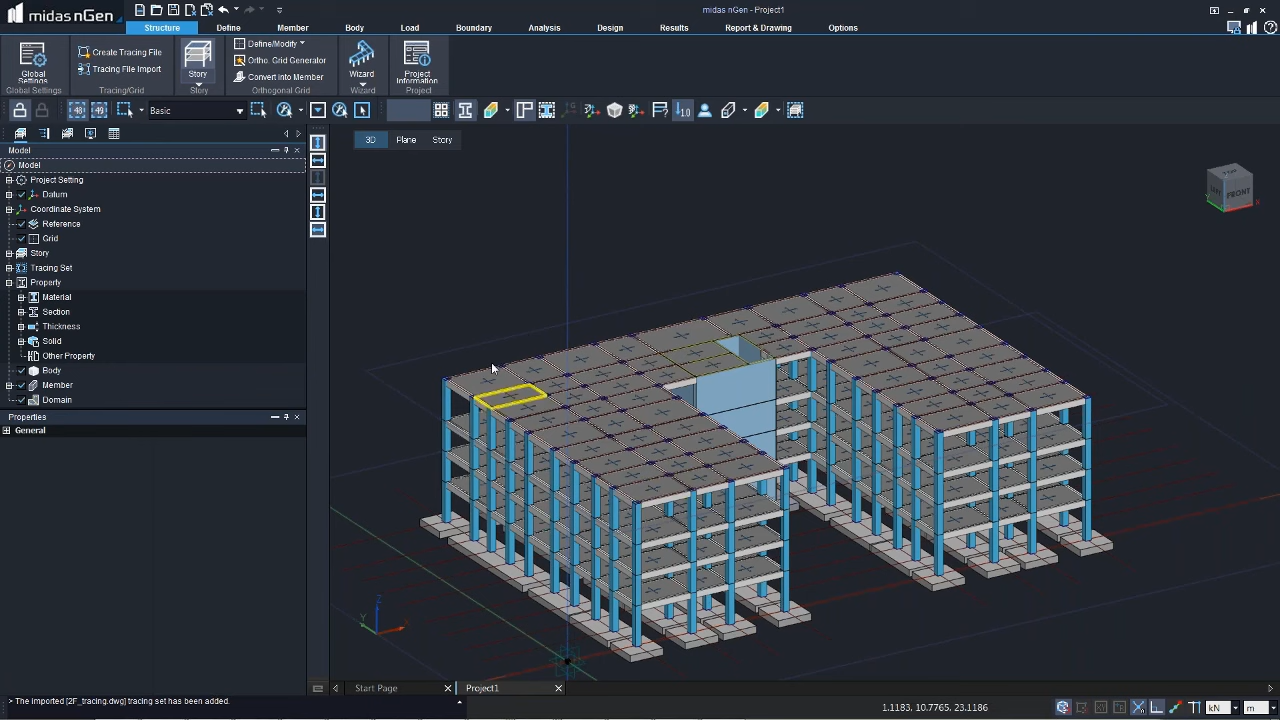 midas nGen
midas nGen - Project1
Structure Define Member Body Load Boundary Analysis Design Results Report & Drawing Options
Global
Settings
Create Tracing File
Tracing File Import
Story
Define/Modify
Ortho. Grid Generator
Convert into Member
Wizard
Project
Information
Global Settings Tracing/Grid Story Orthogonal Grid Wizard Project
Basic
Model
3D Plane Story
Model
Project Setting
Datum
Coordinate System
Reference
Grid
Story
Tracing Set
Property
Material
Section
Thickness
Solid
Other Property
Body
Member
Domain
Properties
General
FRONT
Z
Y
X
Start Page
Project1
> The imported [2F_tracing.dwg] tracing set has been added.
1.1183, 10.7765, 23.1186
kN
m